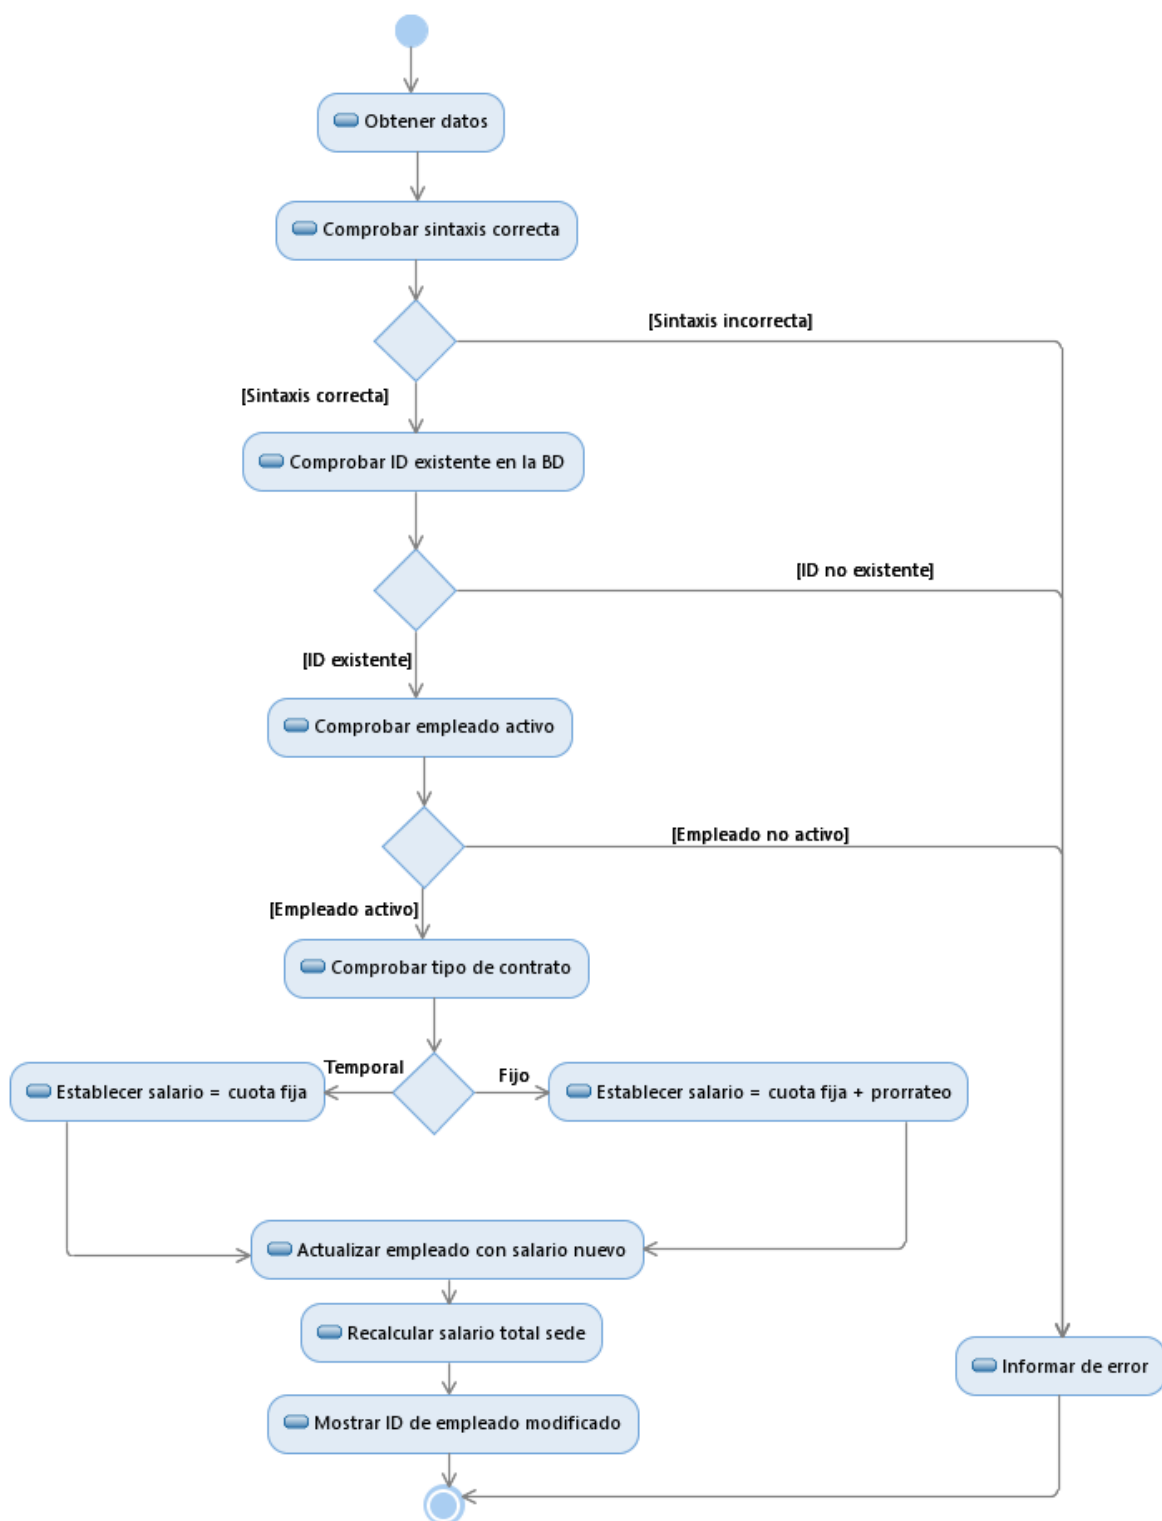 Obtener datos
Comprobar sintaxis correcta
[Sintaxis incorrecta]
[Sintaxis correcta]
Comprobar ID existente en la BD
[ID no existente]
[ID existente]
Comprobar empleado activo
[Empleado no activo]
[Empleado activo]
Comprobar tipo de contrato
Temporal
Fijo
Establecer salario = cuota fija
Establecer salario = cuota fija + prorrateo
Actualizar empleado con salario nuevo
Recalcular salario total sede
Informar de error
Mostrar ID de empleado modificado